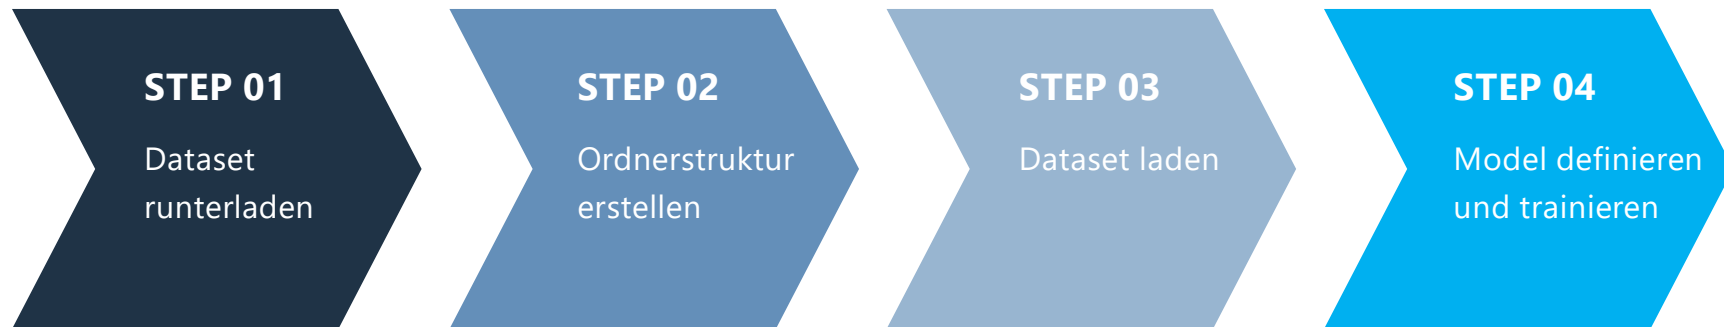 STEP 01
Dataset
runterladen
STEP 02
Ordnerstruktur
erstellen
STEP 03
Dataset laden
STEP 04
Model definieren
und trainieren